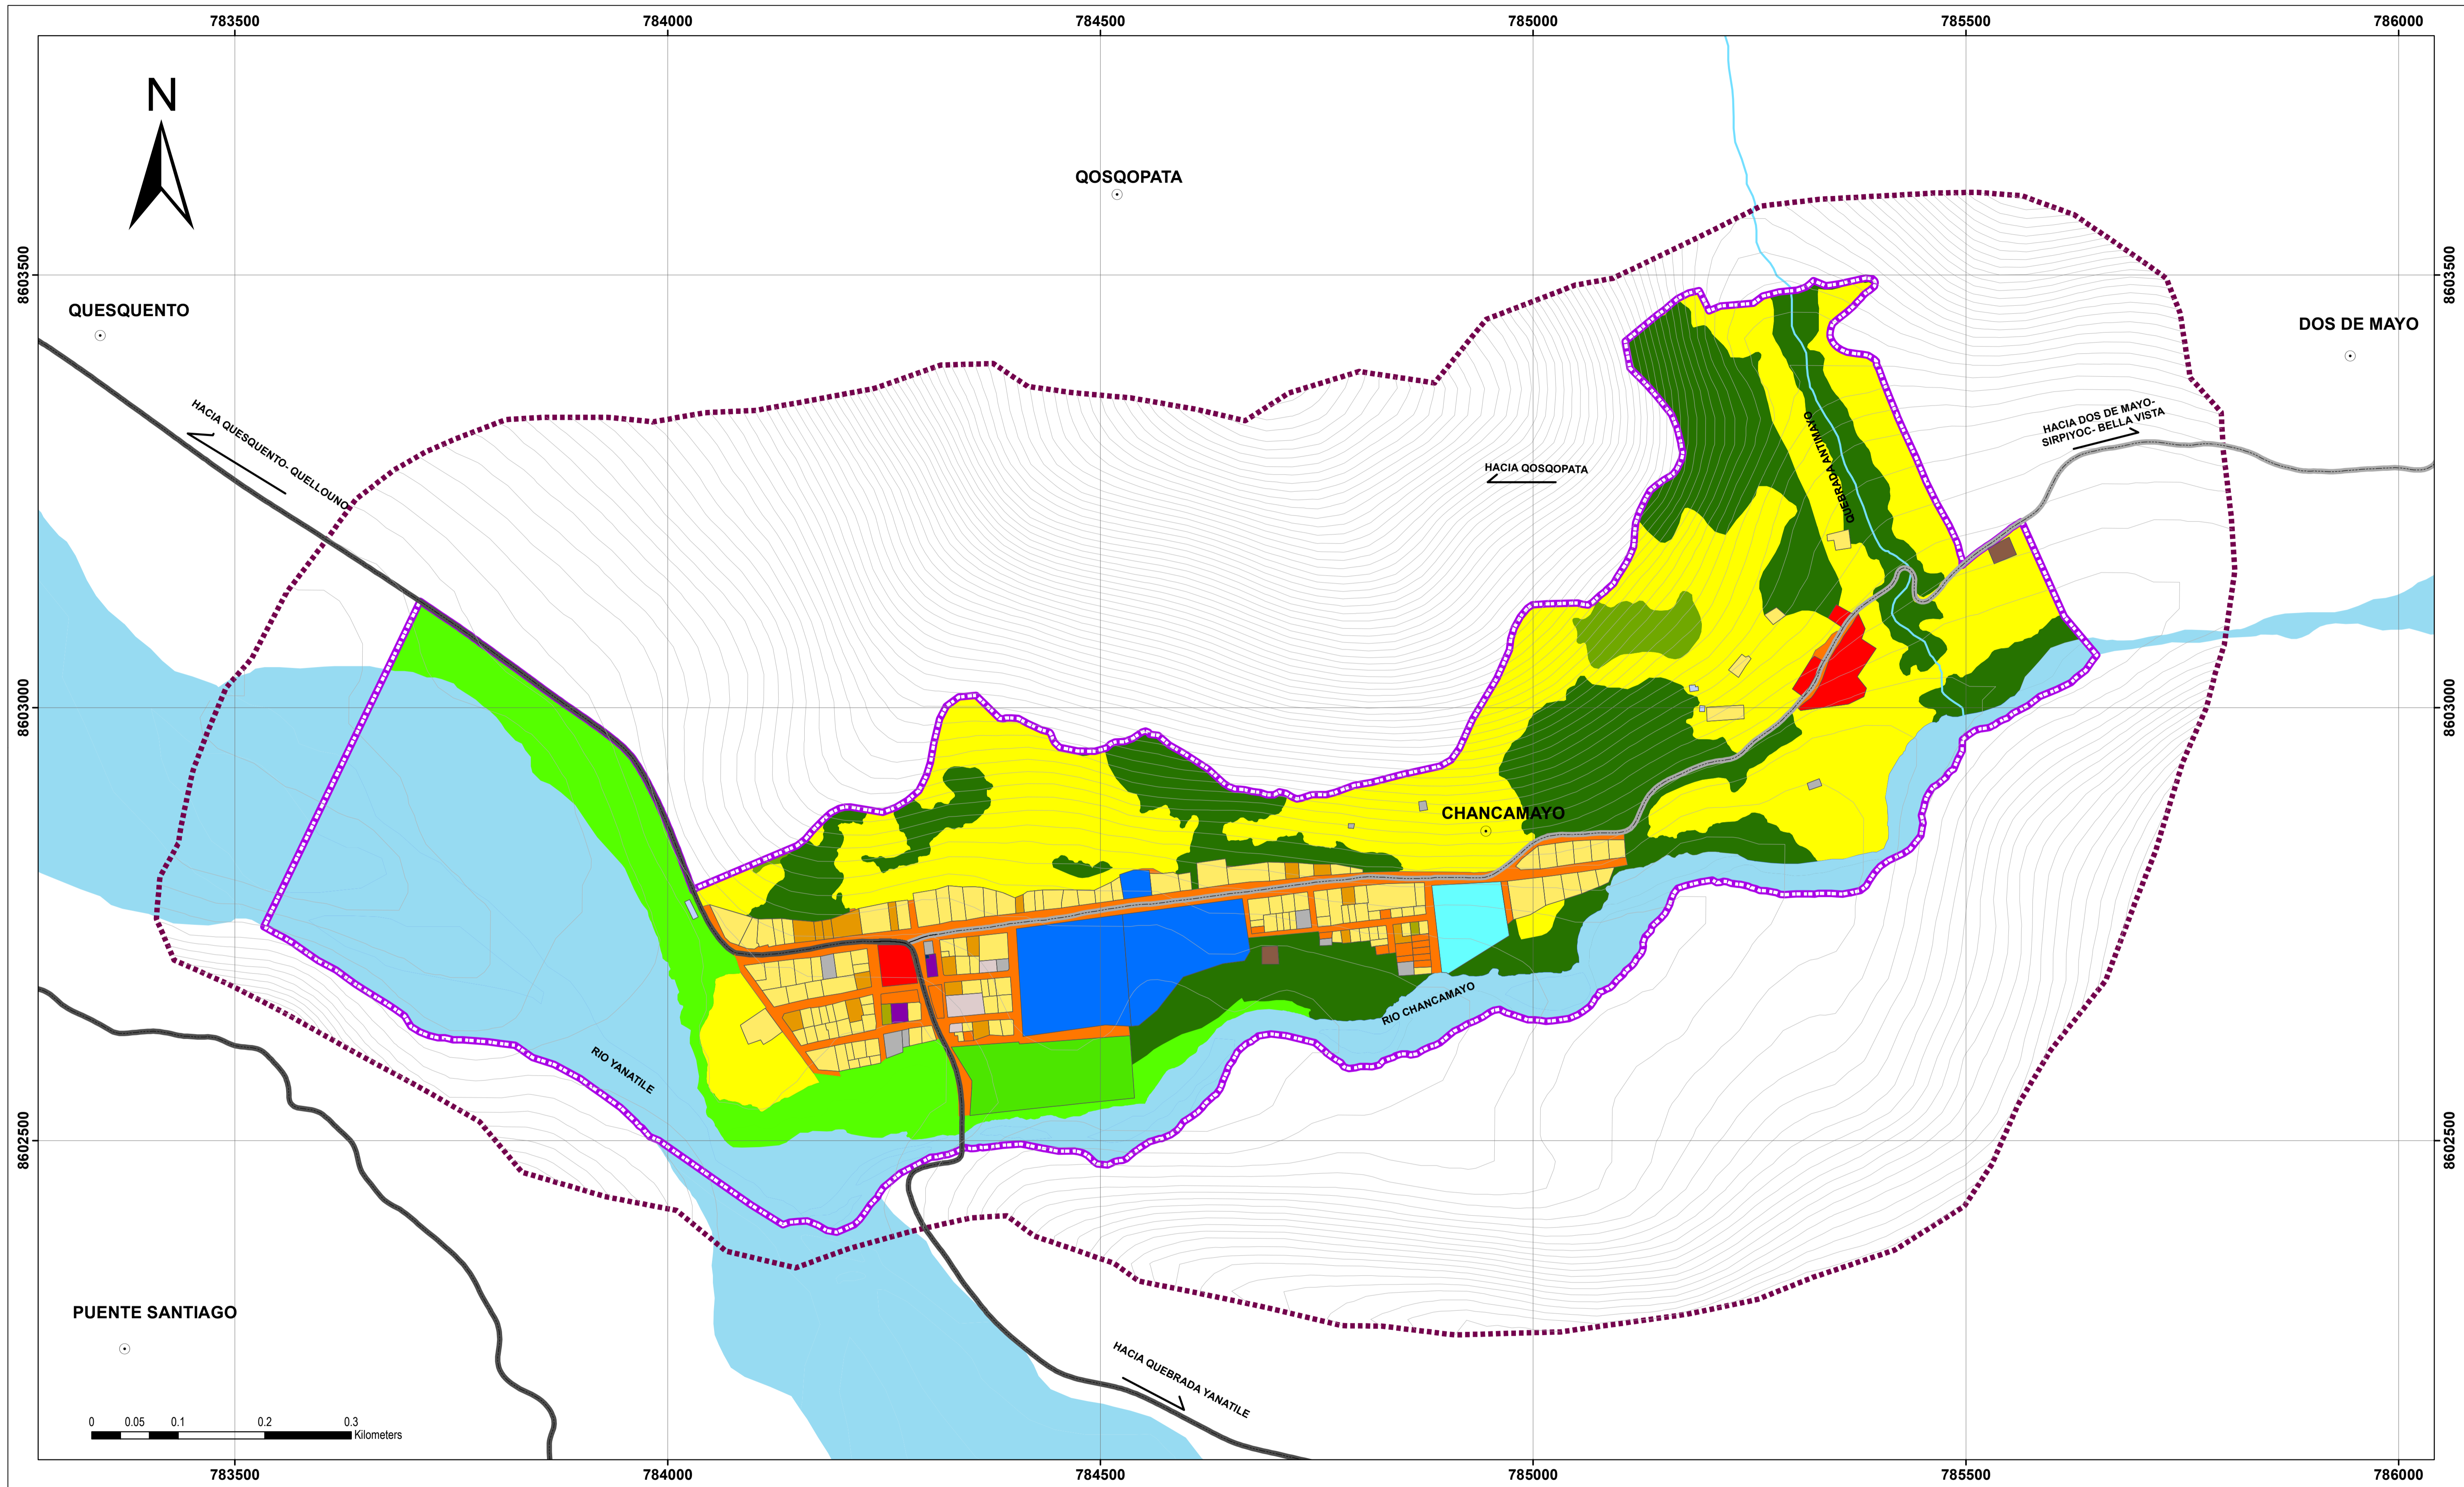 783500
784000
784500
785000
785500
786000
N
QOSQOPATA
8603500
8603500
QUESQUENTO
DOS DE MAYO
HACIA QUESQUENTO- QUELLOUNO
HACIA DOS DE MAYO-
SIRPIYOC- BELLA VISTA
QUEBRADA ANTIMAYO
HACIA QOSQOPATA
8603000
8603000
CHANCAMAYO
RIO CHANCAMAYO
RIO YANATILE
8602500
8602500
PUENTE SANTIAGO
HACIA QUEBRADA YANATILE
0
0.05
0.1
0.2
0.3
Kilometers
783500
784000
784500
785000
785500
786000